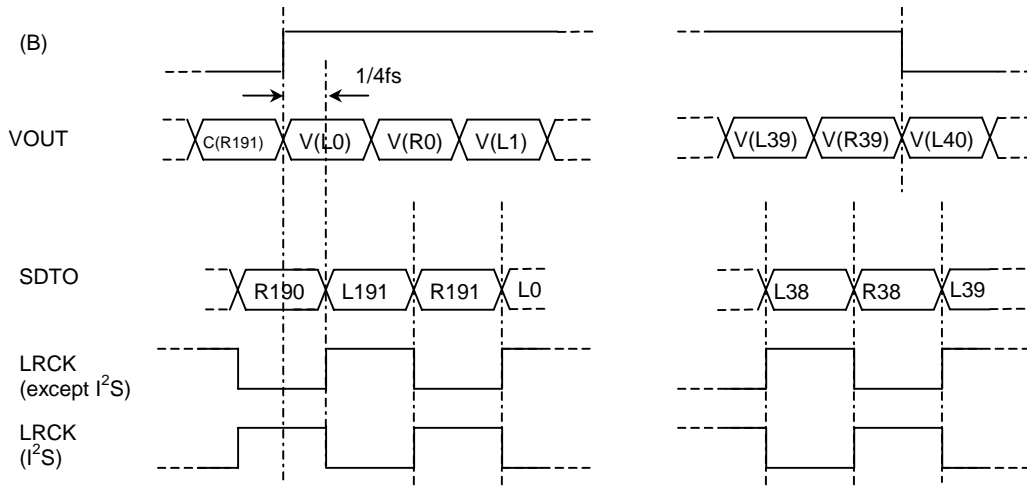 (B)
1/4fs
VOUT C(R191) V(L0) V(R0) V(L1) V(L39) V(R39) V(L40)
SDTO R190 L191 R191 L0 L38 R38 L39
LRCK
(except I²S)
LRCK
(I²S)